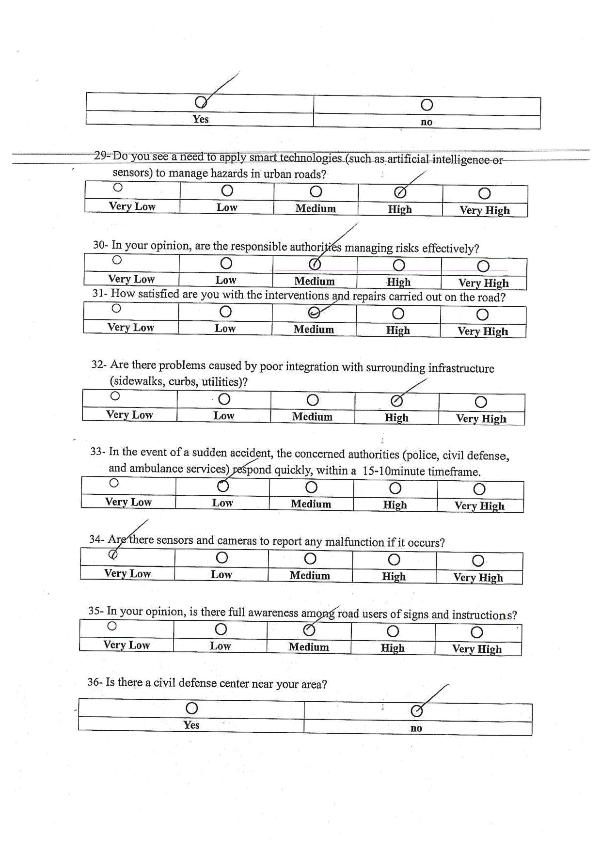 Yes no
29- Do you see a need to apply smart technologies (such as artificial intelligence or
sensors) to manage hazards in urban roads?
Very Low Low Medium High Very High
30- In your opinion, are the responsible authorities managing risks effectively?
Very Low Low Medium High Very High
31- How satisfied are you with the interventions and repairs carried out on the road?
Very Low Low Medium High Very High
32- Are there problems caused by poor integration with surrounding infrastructure
(sidewalks, curbs, utilities)?
Very Low Low Medium High Very High
33- In the event of a sudden accident, the concerned authorities (police, civil defense,
and ambulance services) respond quickly, within a 15-10minute timeframe.
Very Low Low Medium High Very High
34- Are there sensors and cameras to report any malfunction if it occurs?
Very Low Low Medium High Very High
35- In your opinion, is there full awareness among road users of signs and instructions?
Very Low Low Medium High Very High
36- Is there a civil defense center near your area?
Yes no